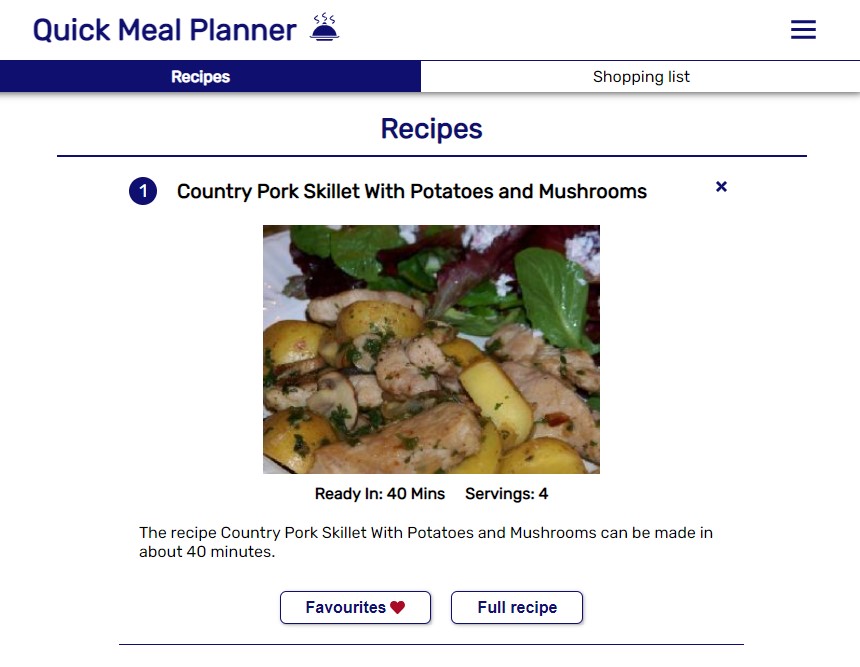 Quick Meal Planner
Recipes
Shopping list
Recipes
1 Country Pork Skillet With Potatoes and Mushrooms ×
Ready In: 40 Mins Servings: 4
The recipe Country Pork Skillet With Potatoes and Mushrooms can be made in
about 40 minutes.
Favourites
Full recipe